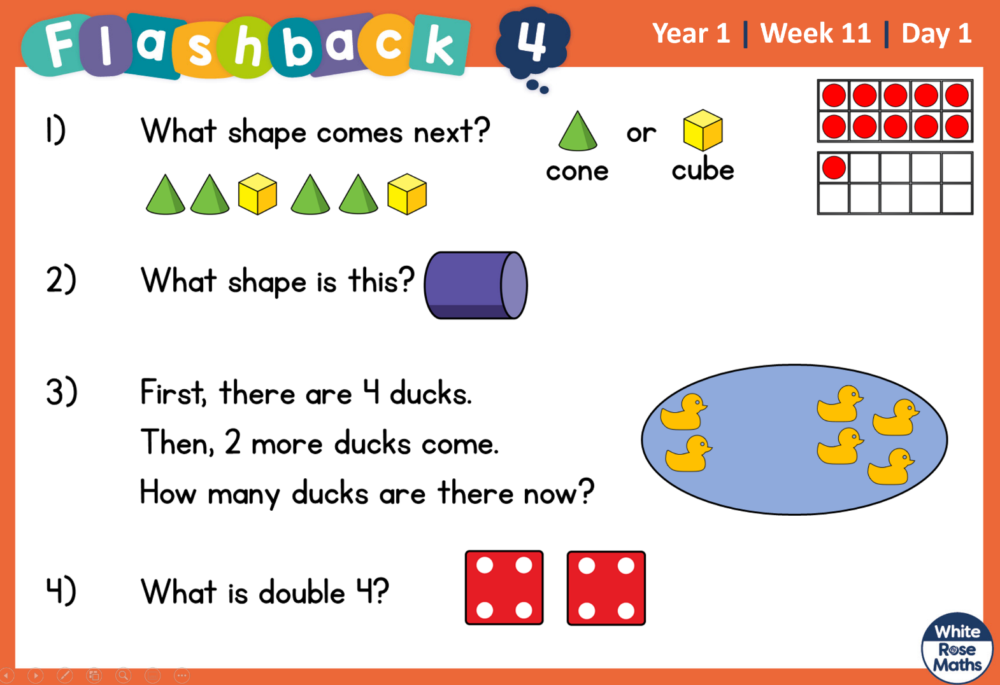 Flashback 4
Year 1 | Week 11 | Day 1
1) What shape comes next?
cone or cube
2) What shape is this?
3) First, there are 4 ducks.
Then, 2 more ducks come.
How many ducks are there now?
4) What is double 4?
White
Rose
Maths